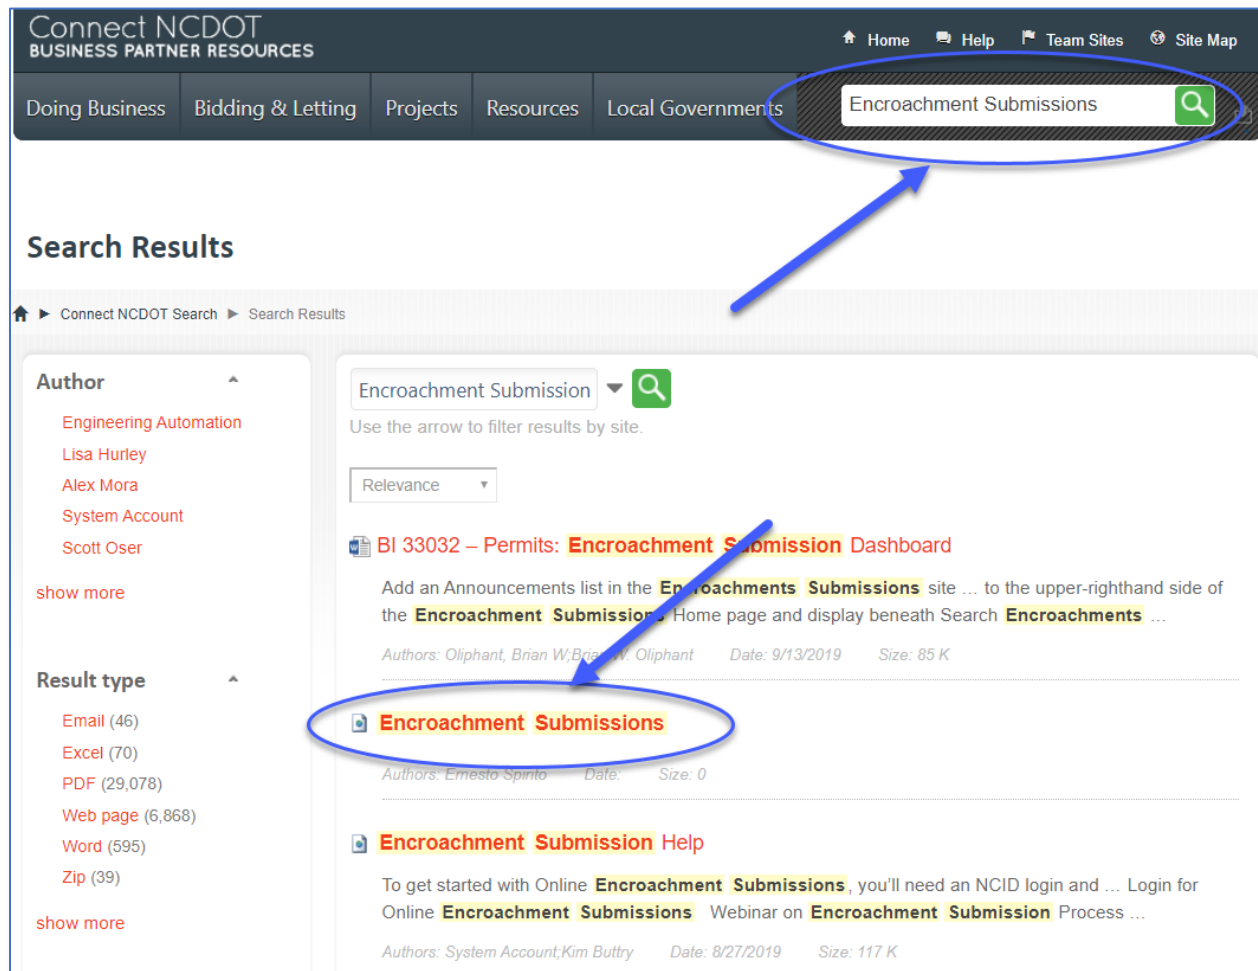 Connect NCDOT
BUSINESS PARTNER RESOURCES
Home Help Team Sites Site Map
Doing Business Bidding & Letting Projects Resources Local Governments Encroachment Submissions
Search Results
Connect NCDOT Search Search Results
Author
Engineering Automation
Lisa Hurley
Alex Mora
System Account
Scott Oser
show more
Result type
Email (46)
Excel (70)
PDF (29,078)
Web page (6,868)
Word (595)
Zip (39)
show more
Encroachment Submission
Use the arrow to filter results by site.
Relevance
BI 33032 – Permits: Encroachment Submission Dashboard
Add an Announcements list in the Encroachments Submissions site ... to the upper-righthand side of
the Encroachment Submissions Home page and display beneath Search Encroachments ...
Authors: Oliphant, Brian W;Brian W. Oliphant Date: 9/13/2019 Size: 85 K
Encroachment Submissions
Authors: Ernesto Spinto Date: Size: 0
Encroachment Submission Help
To get started with Online Encroachment Submissions, you'll need an NCID login and ... Login for
Online Encroachment Submissions Webinar on Encroachment Submission Process ...
Authors: System Account;Kim Buttry Date: 8/27/2019 Size: 117 K